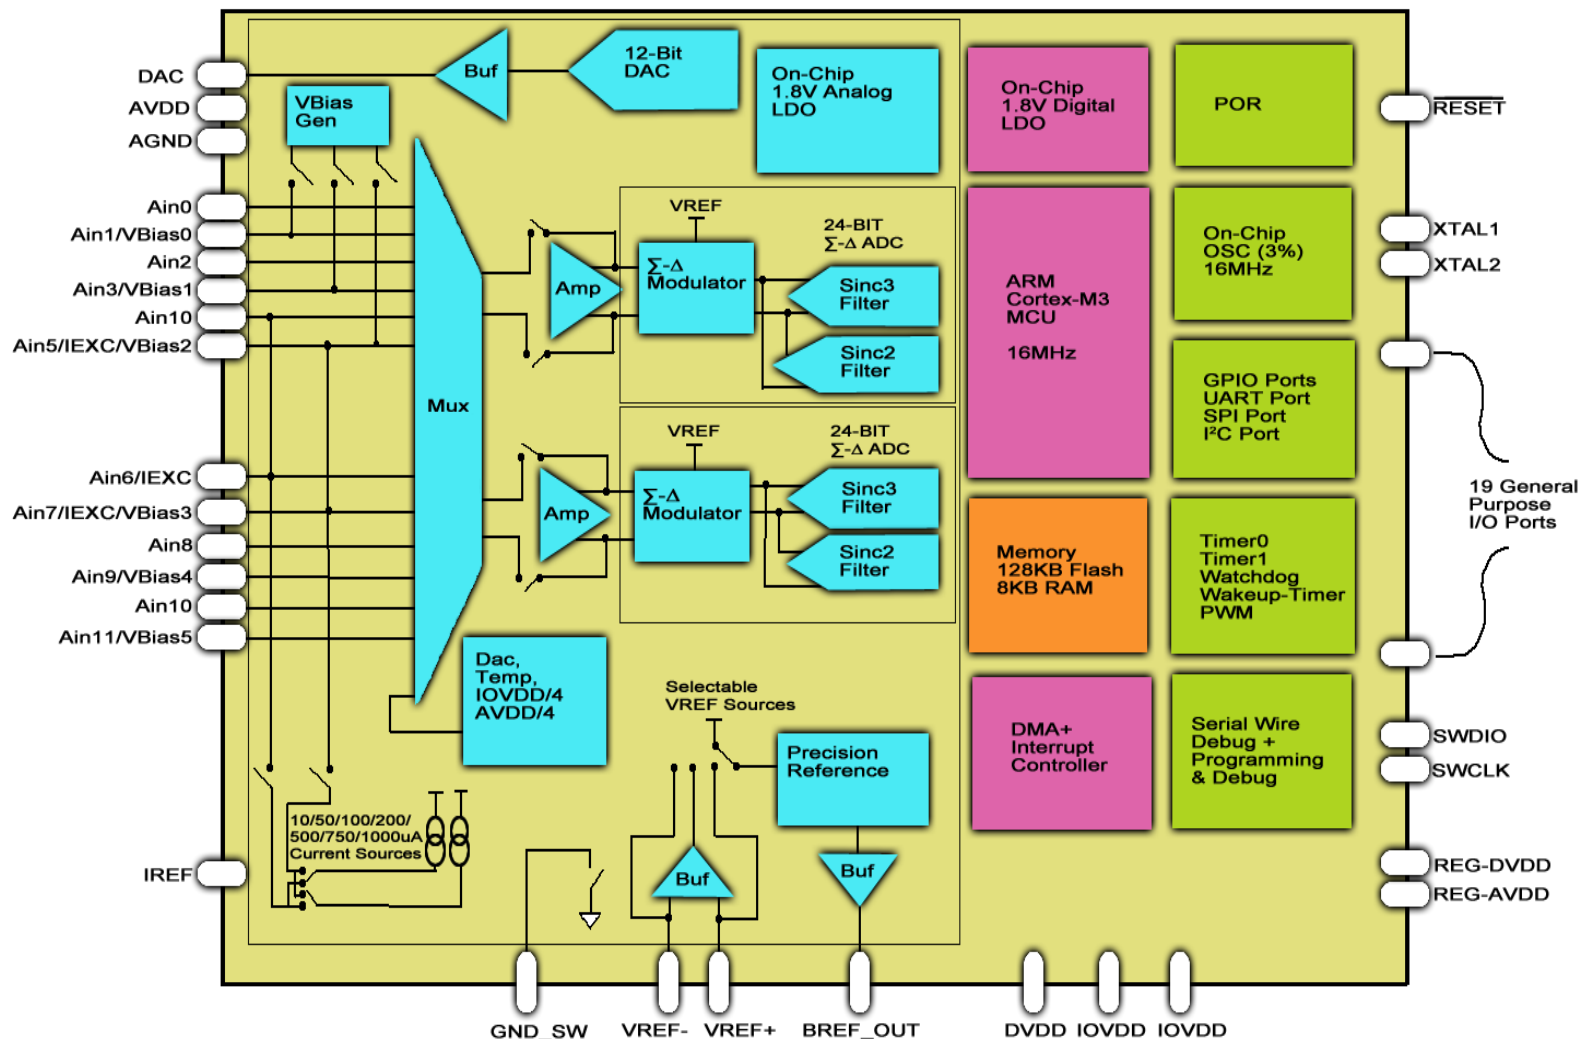 DAC
AVDD
AGND
Ain0
Ain1/VBias0
Ain2
Ain3/VBias1
Ain10
Ain5/IEXC/VBias2
Ain6/IEXC
Ain7/IEXC/VBias3
Ain8
Ain9/VBias4
Ain10
Ain11/VBias5
IREF
VBias
Gen
Buf
12-Bit
DAC
On-Chip
1.8V Analog
LDO
Mux
Amp
VREF
24-BIT
Σ-Δ ADC
Σ-Δ
Modulator
Sinc3
Filter
Sinc2
Filter
Amp
VREF
24-BIT
Σ-Δ ADC
Σ-Δ
Modulator
Sinc3
Filter
Sinc2
Filter
Dac,
Temp,
IOVDD/4
AVDD/4
Selectable
VREF Sources
Precision
Reference
10/50/100/200/
500/750/1000uA
Current Sources
Buf
Buf
On-Chip
1.8V Digital
LDO
ARM
Cortex-M3
MCU
16MHz
Memory
128KB Flash
8KB RAM
DMA+
Interrupt
Controller
POR
On-Chip
OSC (3%)
16MHz
GPIO Ports
UART Port
SPI Port
I²C Port
Timer0
Timer1
Watchdog
Wakeup-Timer
PWM
Serial Wire
Debug +
Programming
& Debug
RESET
XTAL1
XTAL2
19 General
Purpose
I/O Ports
SWDIO
SWCLK
REG-DVDD
REG-AVDD
GND_SW
VREF-
VREF+
BREF_OUT
DVDD
IOVDD
IOVDD